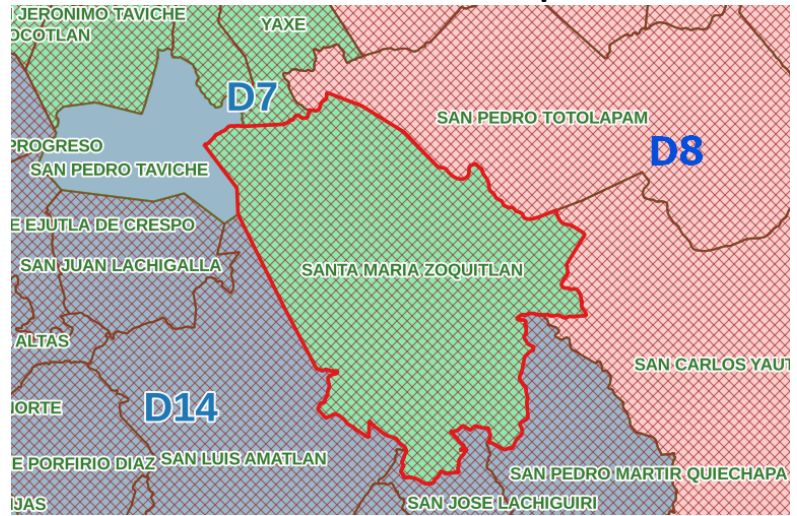 JERONIMO TAVICHE
OCOTLAN
YAXE
D7
SAN PEDRO TOTOLAPAM
D8
PROGRESO
SAN PEDRO TAVICHE
E EJUTLA DE CRESPO
SAN JUAN LACHIGALLA
SANTA MARIA ZOQUITLAN
ALTAS
SAN CARLOS YAUT
NORTE
D14
E PORFIRIO DIAZ
SAN LUIS AMATLAN
SAN PEDRO MARTIR QUIECHAPA
JAS
SAN JOSE LACHIGUIRI